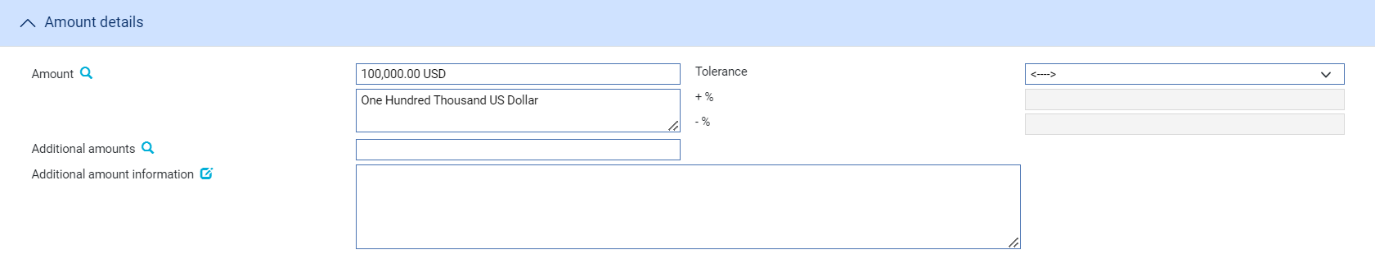 Amount details
Amount
100,000.00 USD
Tolerance
<---->
One Hundred Thousand US Dollar
+ %
- %
Additional amounts
Additional amount information